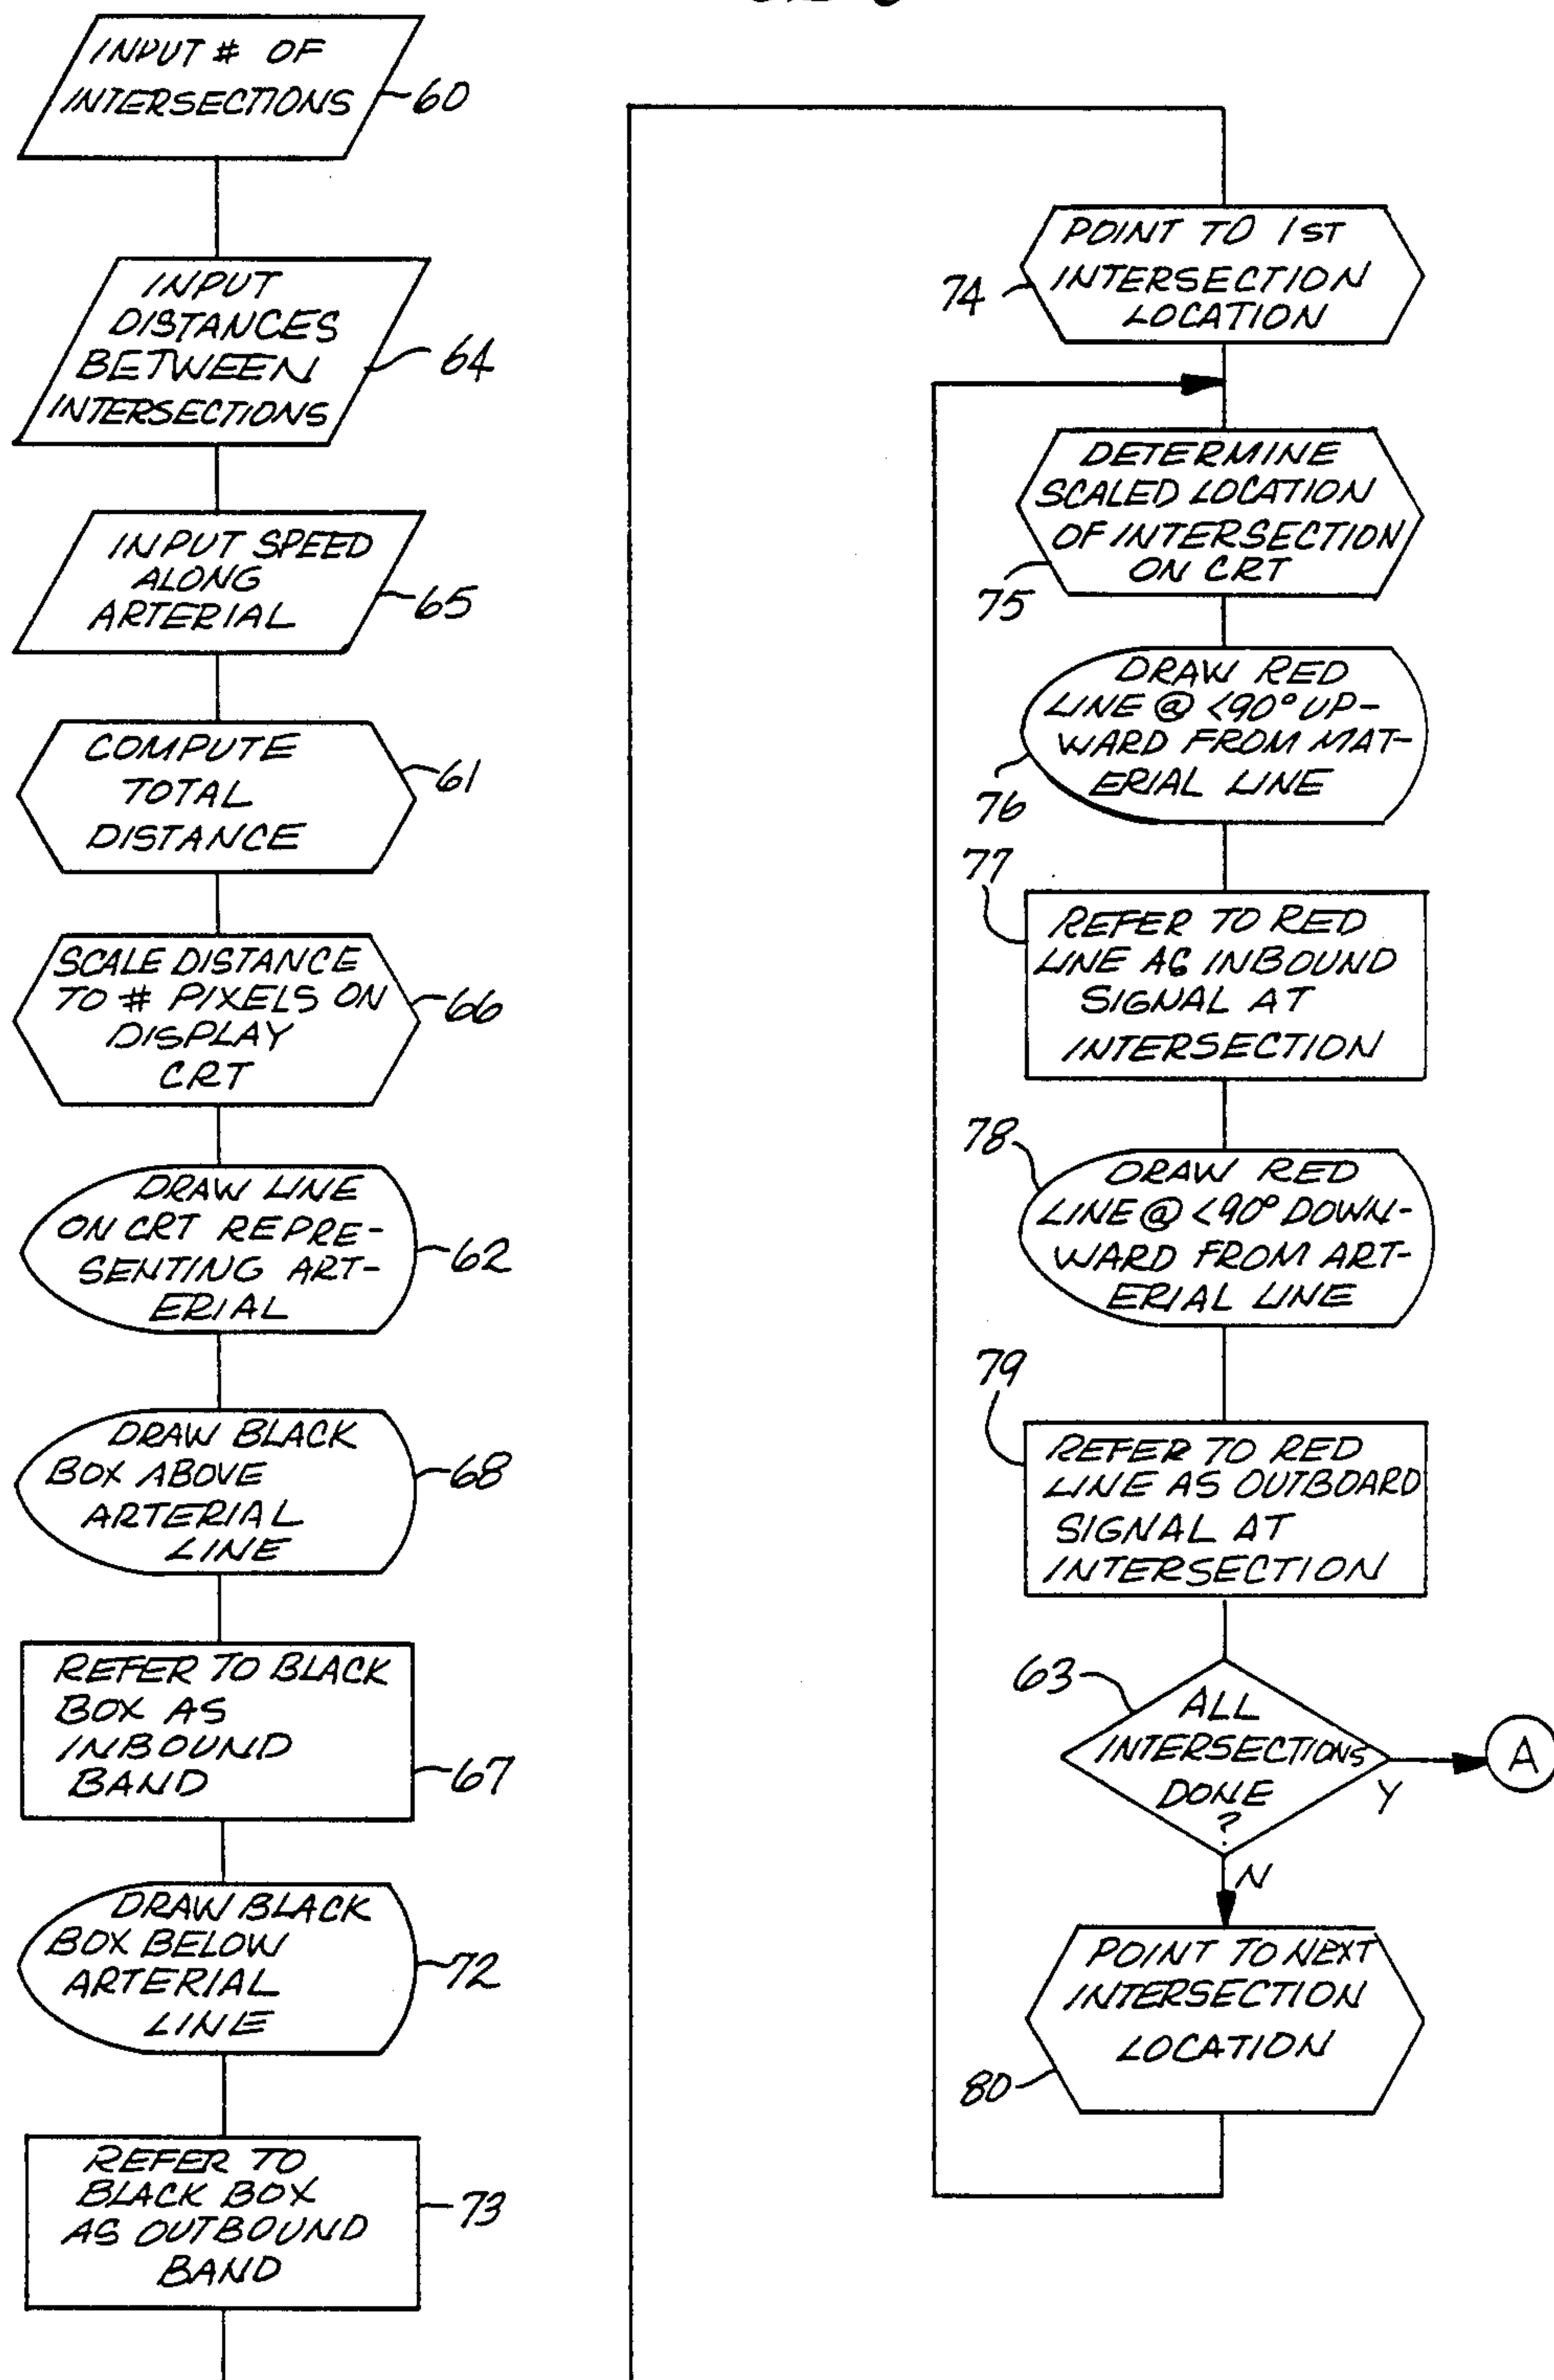 INPUT # OF
INTERSECTIONS
60
INPUT
DISTANCES
BETWEEN
INTERSECTIONS
64
INPUT SPEED
ALONG
ARTERIAL
65
COMPUTE
TOTAL
DISTANCE
61
SCALE DISTANCE
TO # PIXELS ON
DISPLAY
CRT
66
DRAW LINE
ON CRT REPRE-
SENTING ART-
ERIAL
62
DRAW BLACK
BOX ABOVE
ARTERIAL
LINE
68
REFER TO BLACK
BOX AS
INBOUND
BAND
67
DRAW BLACK
BOX BELOW
ARTERIAL
LINE
72
REFER TO
BLACK BOX
AS OUTBOUND
BAND
73
POINT TO 1ST
INTERSECTION
LOCATION
74
DETERMINE
SCALED LOCATION
OF INTERSECTION
ON CRT
75
DRAW RED
LINE @ <90° UP-
WARD FROM MAT-
ERIAL LINE
76
77
REFER TO RED
LINE AS INBOUND
SIGNAL AT
INTERSECTION
78
DRAW RED
LINE @ <90° DOWN-
WARD FROM ART-
ERIAL LINE
79
REFER TO RED
LINE AS OUTBOARD
SIGNAL AT
INTERSECTION
63
ALL
INTERSECTIONS
DONE
?
Y
A
N
POINT TO NEXT
INTERSECTION
LOCATION
80